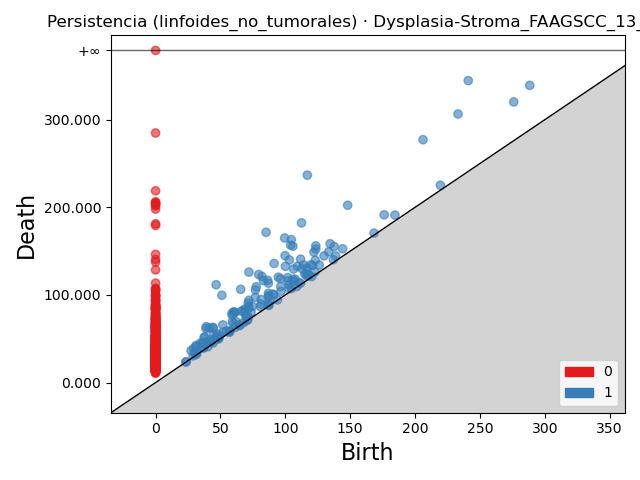 Persistencia (linfoides_no_tumorales) · Dysplasia-Stroma_FAAGSCC_13_
+∞
300.000
200.000
100.000
0.000
Death
0
1
0 50 100 150 200 250 300 350
Birth